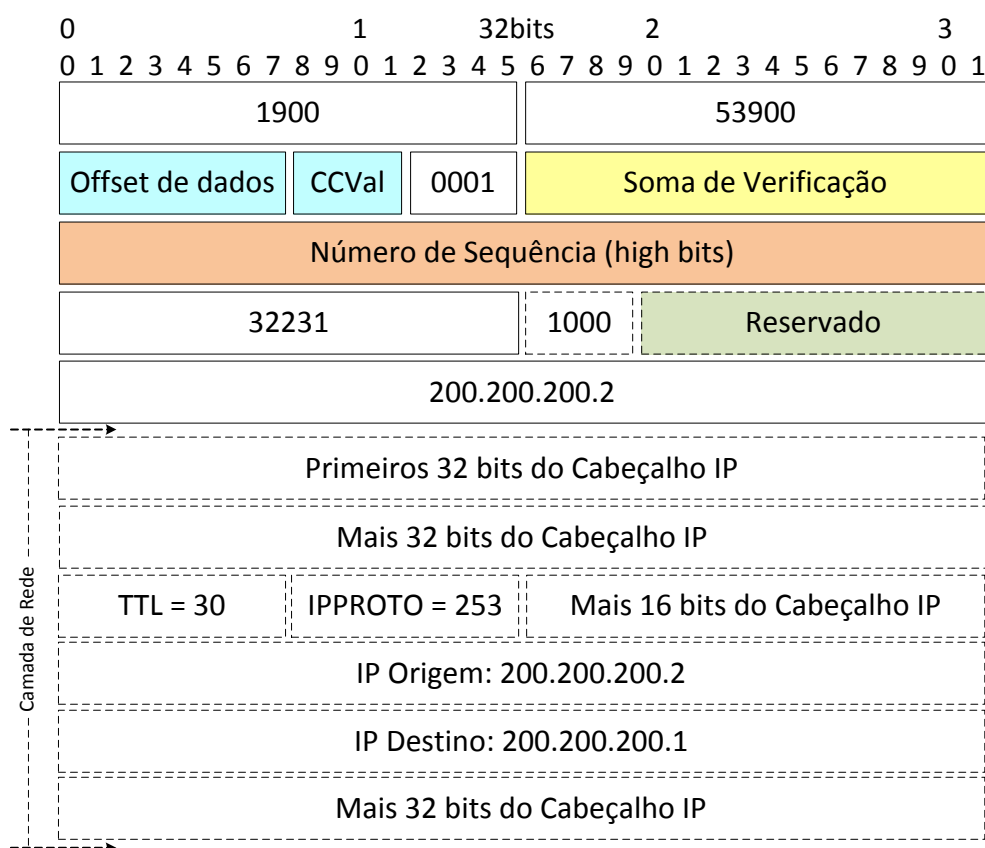 0 1 32bits 2 3
0 1 2 3 4 5 6 7 8 9 0 1 2 3 4 5 6 7 8 9 0 1 2 3 4 5 6 7 8 9 0 1
1900 53900
Offset de dados CCVal 0001 Soma de Verificação
Número de Sequência (high bits)
32231 1000 Reservado
200.200.200.2
Camada de Rede
Primeiros 32 bits do Cabeçalho IP
Mais 32 bits do Cabeçalho IP
TTL = 30 IPPROTO = 253 Mais 16 bits do Cabeçalho IP
IP Origem: 200.200.200.2
IP Destino: 200.200.200.1
Mais 32 bits do Cabeçalho IP